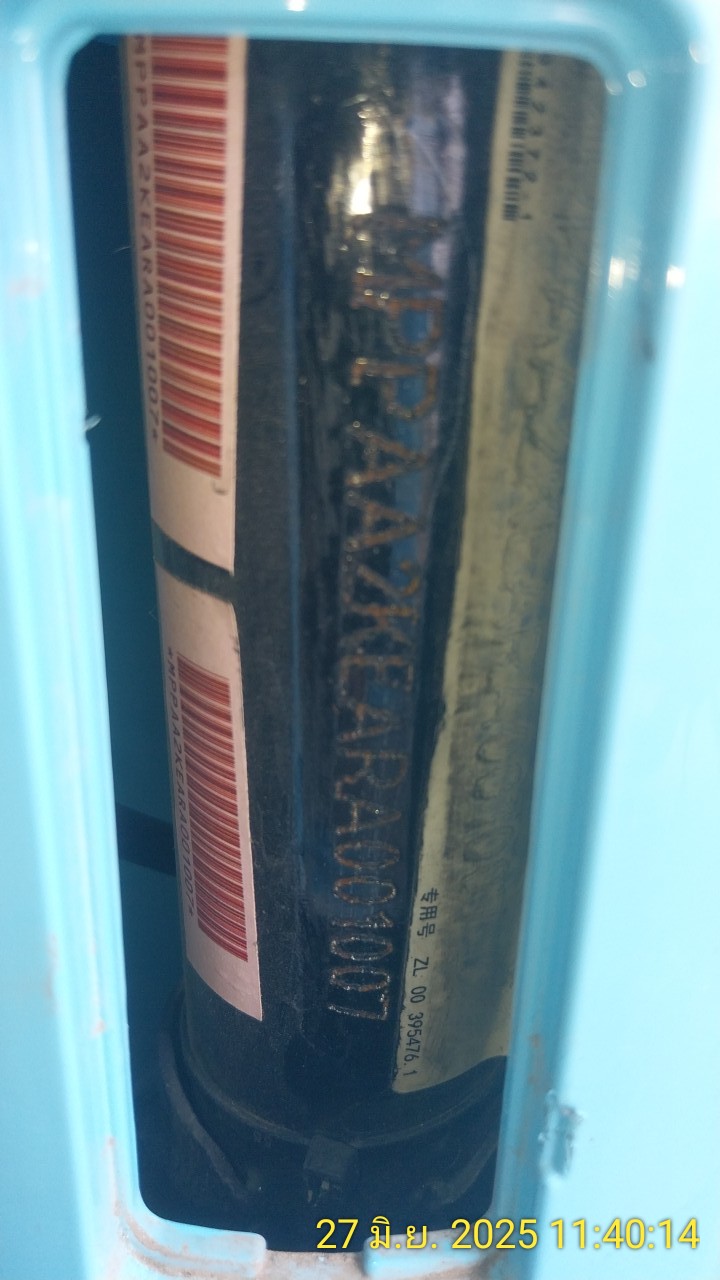 *MPPAA2KEARA001007*
*MPPAA2KEARA001007*
MPPAA2KEARA001007
专用号 ZL 00 395476.1
27 มิ.ย. 2025 11:40:14